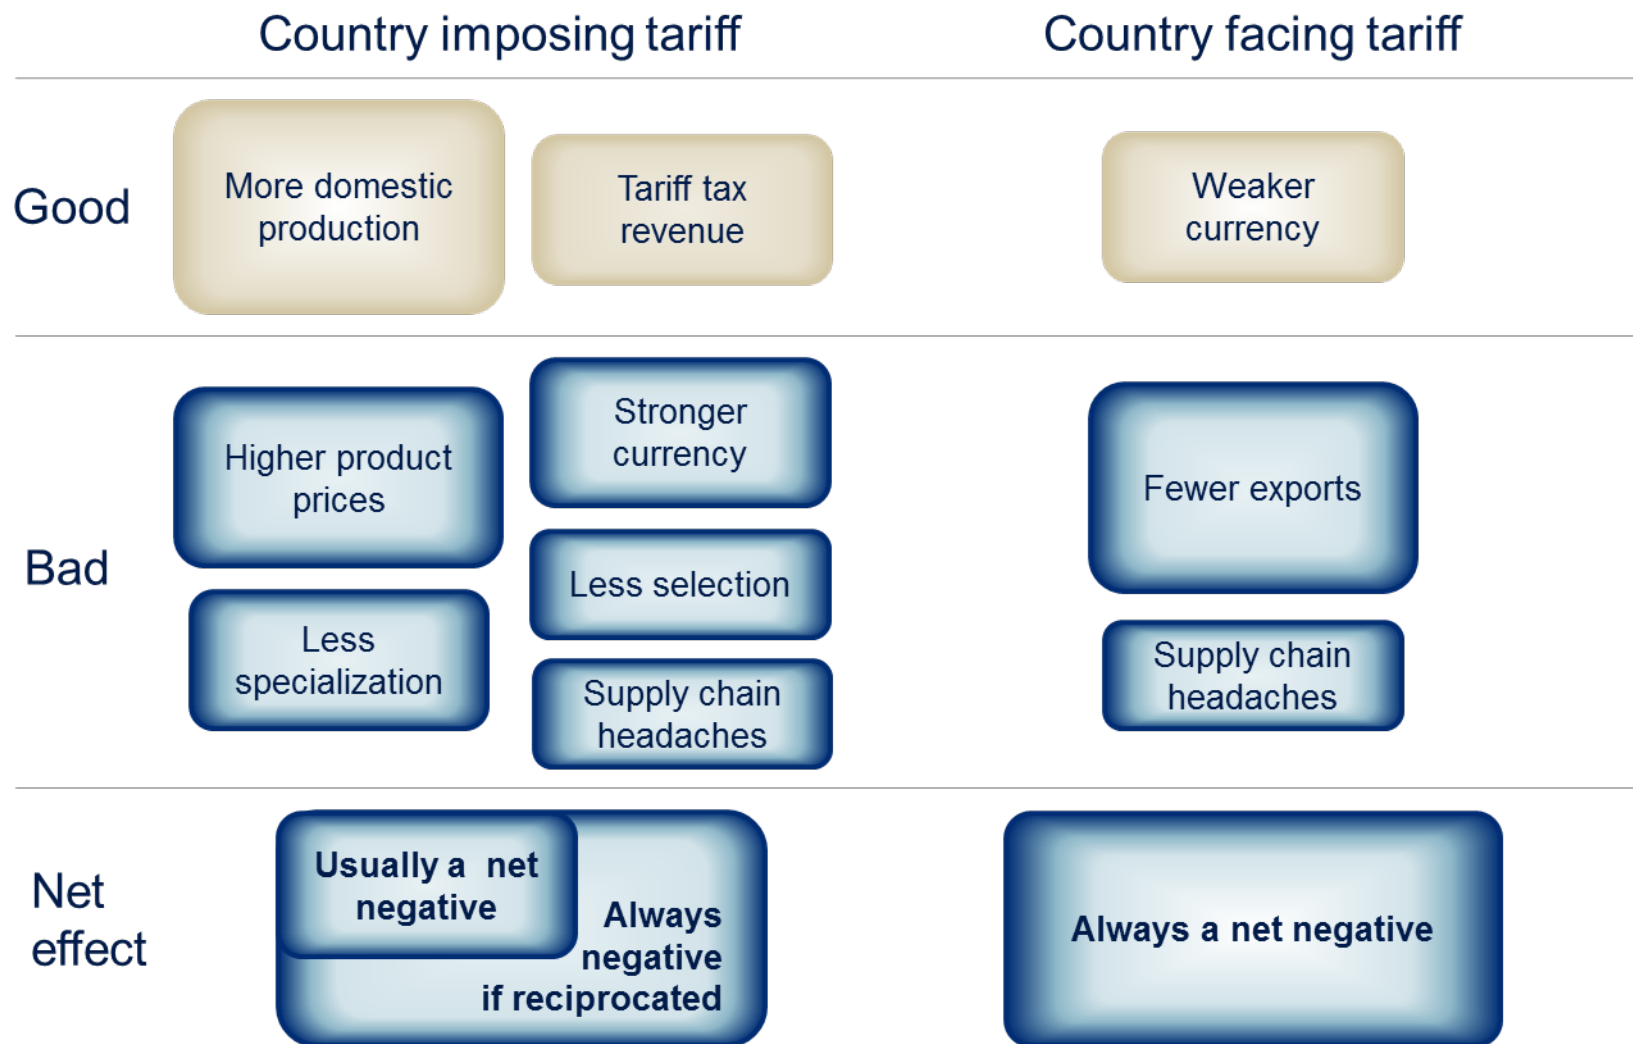 Country imposing tariff
Country facing tariff
Good
More domestic
production
Tariff tax
revenue
Weaker
currency
Bad
Higher product
prices
Stronger
currency
Less selection
Less
specialization
Supply chain
headaches
Fewer exports
Supply chain
headaches
Net
effect
Usually a net
negative
Always
negative
if reciprocated
Always a net negative